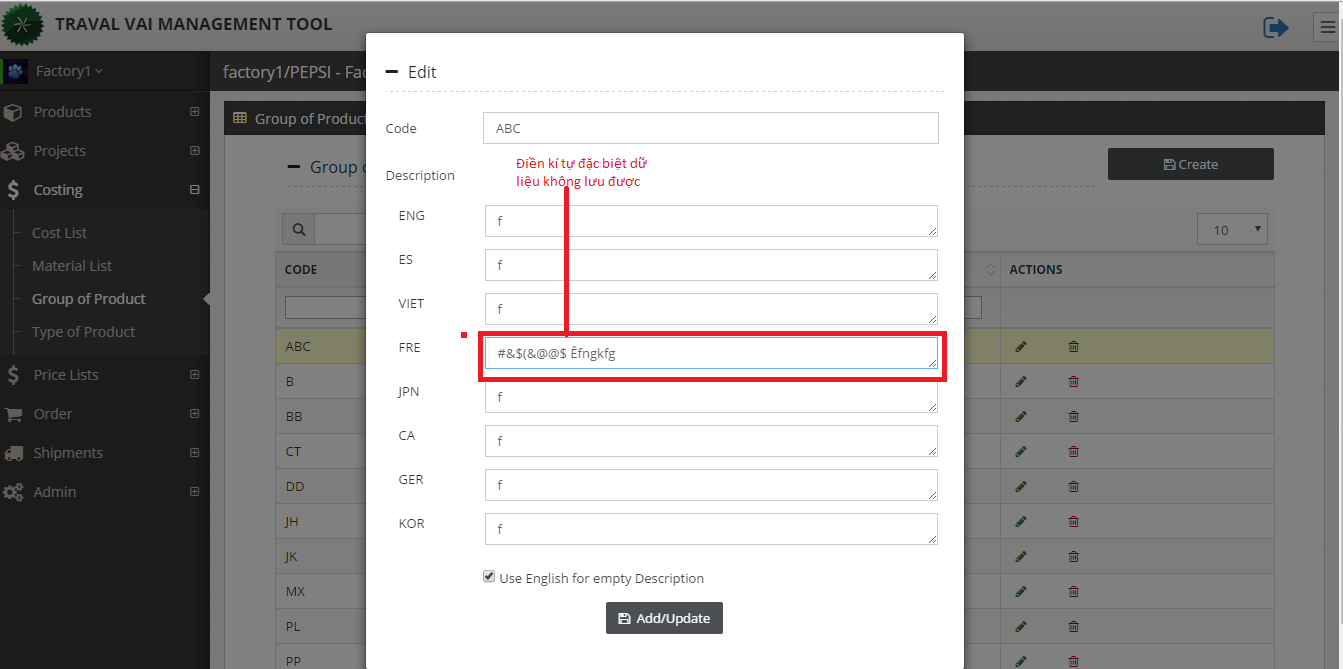 TRAVAL VAI MANAGEMENT TOOL
Factory1
factory1/PEPSI - Fac
Products
Projects
Costing
Cost List
Material List
Group of Product
Type of Product
Price Lists
Order
Shipments
Admin
Group of Product
Group o
Create
10
CODE
ACTIONS
ABC
B
BB
CT
DD
JH
JK
MX
PL
PP
Edit
Code
ABC
Điền kí tự đặc biệt dữ
liệu không lưu được
Description
ENG
f
ES
f
VIET
f
FRE
#&$(&@@$ Êfngkfg
JPN
f
CA
f
GER
f
KOR
f
Use English for empty Description
Add/Update